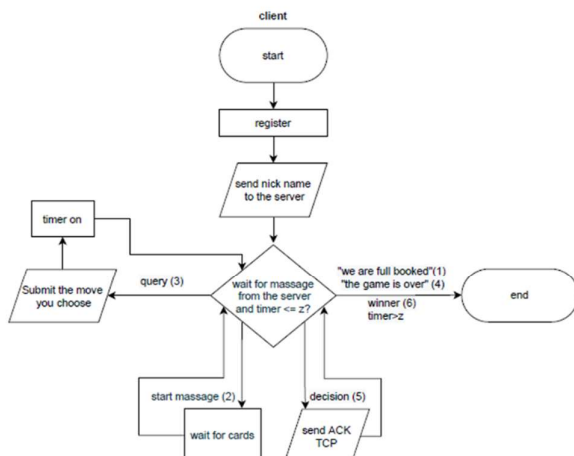 client
start
register
send nick name
to the server
timer on
Submit the move
you choose
query (3)
wait for massage
from the server
and timer <= z?
"we are full booked"(1)
"the game is over" (4)
winner (6)
timer>z
end
start massage (2)
wait for cards
decision (5)
send ACK
TCP